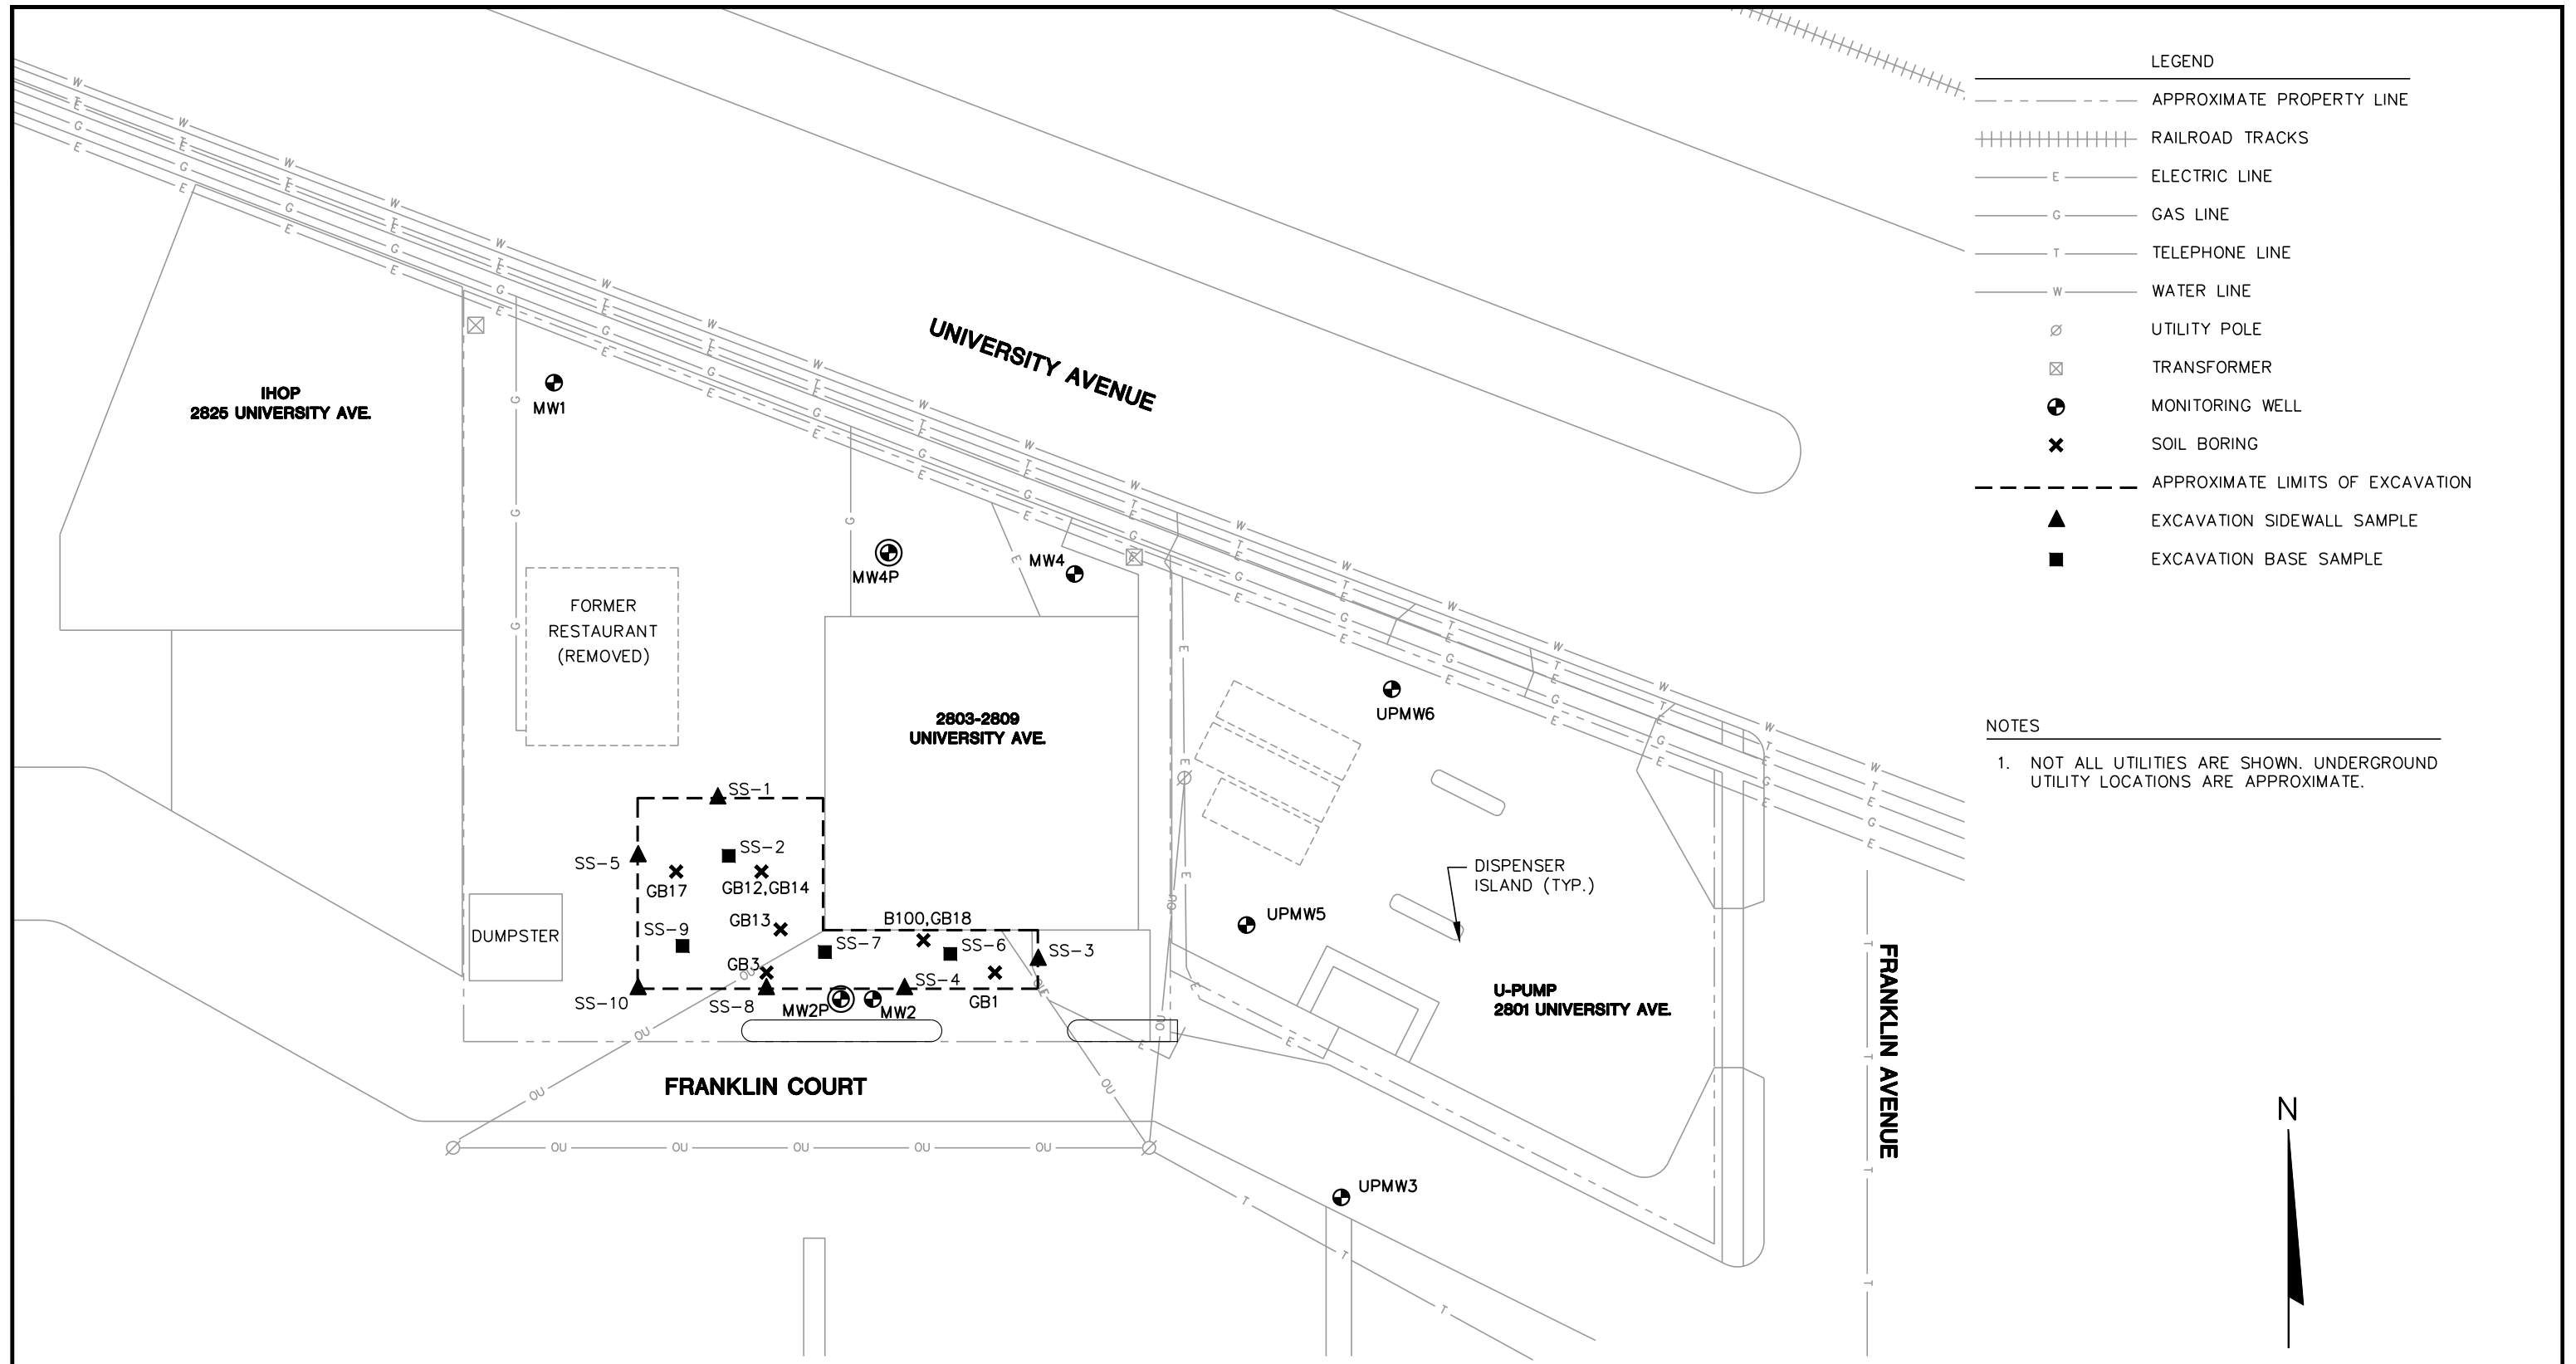 LEGEND
APPROXIMATE PROPERTY LINE
RAILROAD TRACKS
E
ELECTRIC LINE
G
GAS LINE
T
TELEPHONE LINE
W
WATER LINE
UTILITY POLE
TRANSFORMER
MONITORING WELL
SOIL BORING
APPROXIMATE LIMITS OF EXCAVATION
EXCAVATION SIDEWALL SAMPLE
EXCAVATION BASE SAMPLE
NOTES
1. NOT ALL UTILITIES ARE SHOWN. UNDERGROUND
UTILITY LOCATIONS ARE APPROXIMATE.
N
UNIVERSITY AVENUE
IHOP
2825 UNIVERSITY AVE.
MW1
MW4P
MW4
FORMER
RESTAURANT
(REMOVED)
2803-2809
UNIVERSITY AVE.
UPMW6
SS-1
SS-2
SS-5
GB17
GB12,GB14
DISPENSER
ISLAND (TYP.)
UPMW5
B100,GB18
GB13
SS-9
SS-7
SS-6
SS-3
DUMPSTER
GB3
SS-4
GB1
SS-10
SS-8
MW2P
MW2
U-PUMP
2801 UNIVERSITY AVE.
FRANKLIN AVENUE
FRANKLIN COURT
OU OU OU OU OU
UPMW3